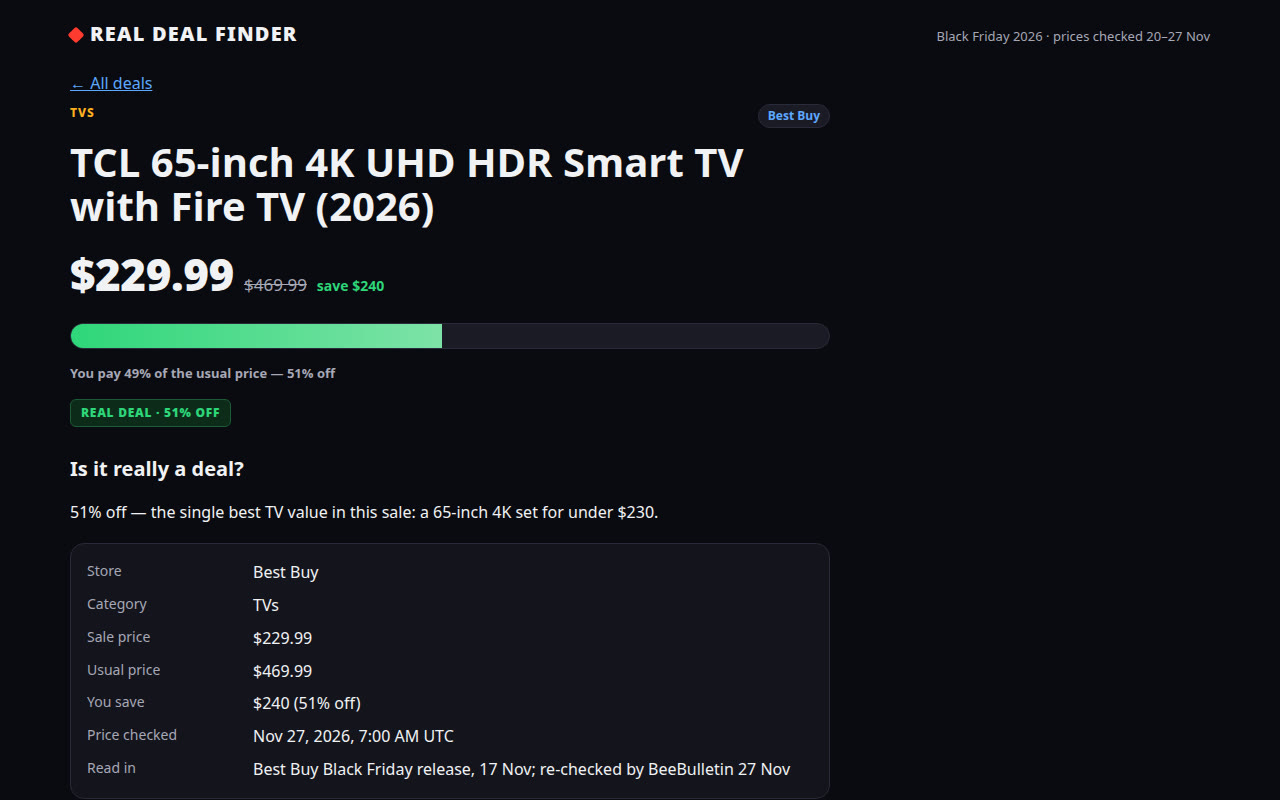 REAL DEAL FINDER
Black Friday 2026 · prices checked 20–27 Nov
← All deals
TVS
Best Buy
TCL 65-inch 4K UHD HDR Smart TV
with Fire TV (2026)
$229.99 $469.99 save $240
You pay 49% of the usual price — 51% off
REAL DEAL · 51% OFF
Is it really a deal?
51% off — the single best TV value in this sale: a 65-inch 4K set for under $230.
Store Best Buy
Category TVs
Sale price $229.99
Usual price $469.99
You save $240 (51% off)
Price checked Nov 27, 2026, 7:00 AM UTC
Read in Best Buy Black Friday release, 17 Nov; re-checked by BeeBulletin 27 Nov